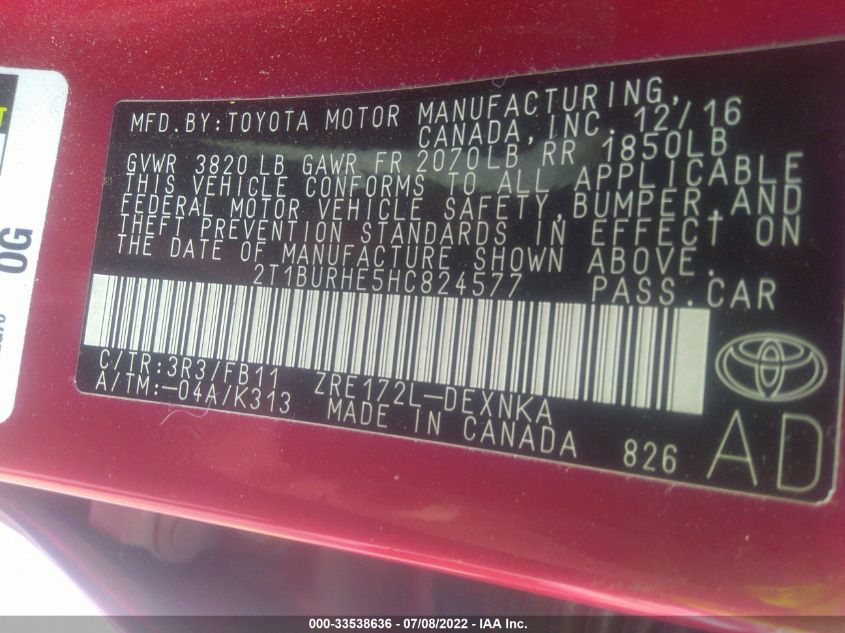 MFD.BY:TOYOTA MOTOR MANUFACTURING,
CANADA,INC. 12/16
GVWR 3820 LB GAWR FR 2070LB RR 1850LB
THIS VEHICLE CONFORMS TO ALL APPLICABLE
FEDERAL MOTOR VEHICLE SAFETY,BUMPER,AND
THEFT PREVENTION STANDARDS IN EFFECT ON
THE DATE OF MANUFACTURE SHOWN ABOVE.
2T1BURHE5HC824577 PASS.CAR
C/TR:3R3/FB11 ZRE172L-DEXNKA
A/TM:-04A/K313 MADE IN CANADA
826 AD
OG
000-33538636 - 07/08/2022 - IAA Inc.